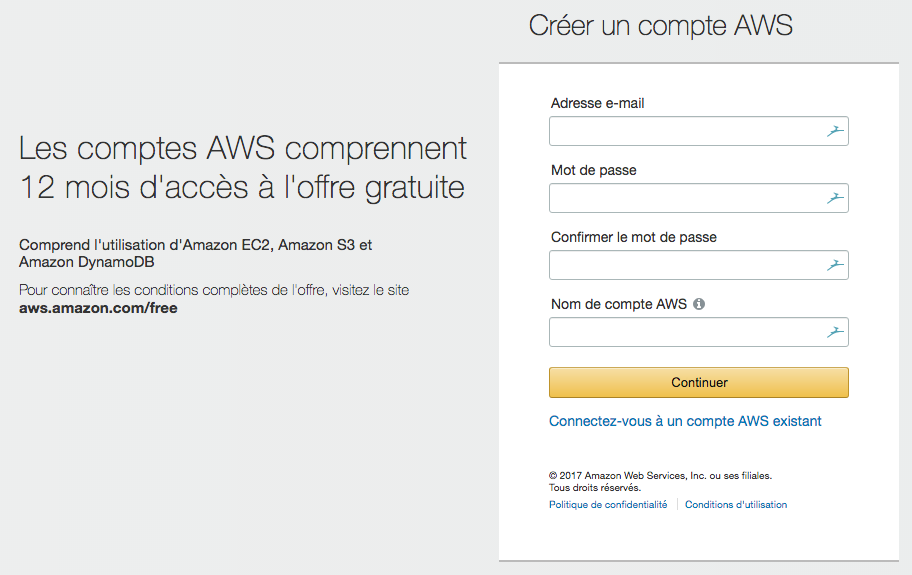 Créer un compte AWS
Les comptes AWS comprennent
12 mois d'accès à l'offre gratuite
Comprend l'utilisation d'Amazon EC2, Amazon S3 et
Amazon DynamoDB
Pour connaître les conditions complètes de l'offre, visitez le site
aws.amazon.com/free
Adresse e-mail
Mot de passe
Confirmer le mot de passe
Nom de compte AWS
Continuer
Connectez-vous à un compte AWS existant
© 2017 Amazon Web Services, Inc. ou ses filiales.
Tous droits réservés.
Politique de confidentialité | Conditions d'utilisation